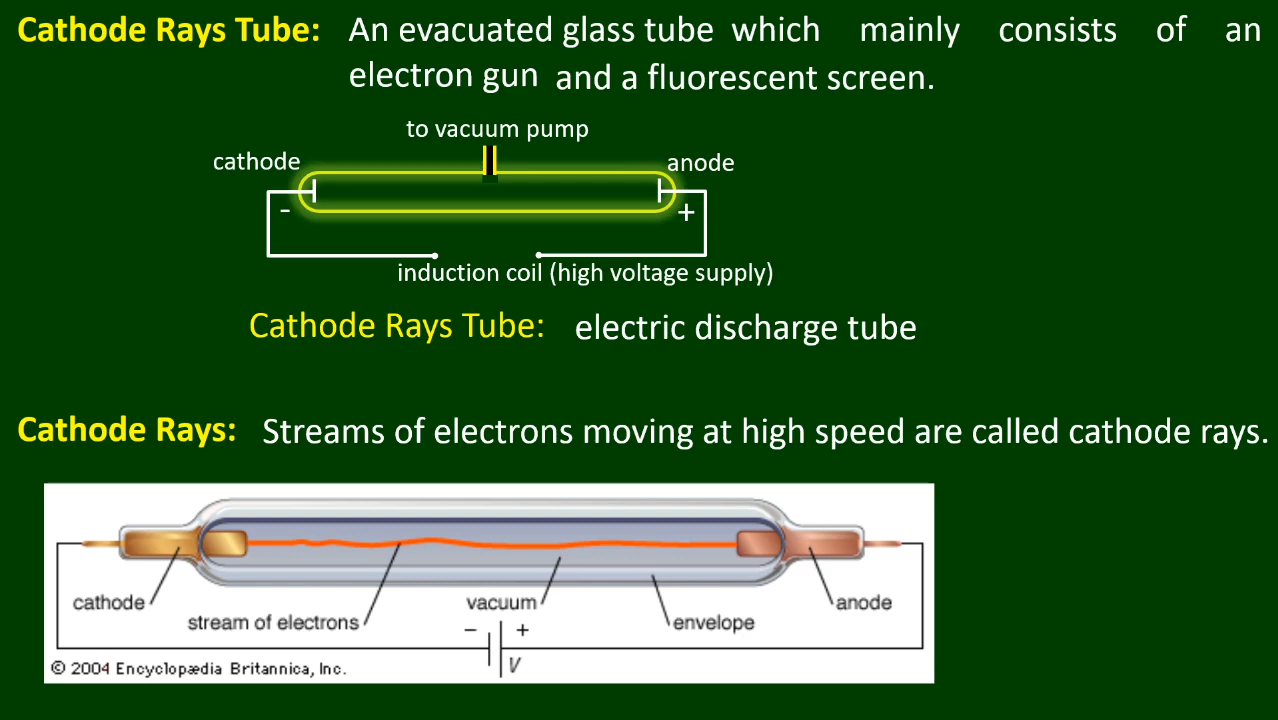 Cathode Rays Tube: An evacuated glass tube which mainly consists of an
electron gun and a fluorescent screen.
to vacuum pump
cathode
anode
-
+
induction coil (high voltage supply)
Cathode Rays Tube: electric discharge tube
Cathode Rays: Streams of electrons moving at high speed are called cathode rays.
cathode
stream of electrons
vacuum
envelope
anode
− +
V
© 2004 Encyclopædia Britannica, Inc.